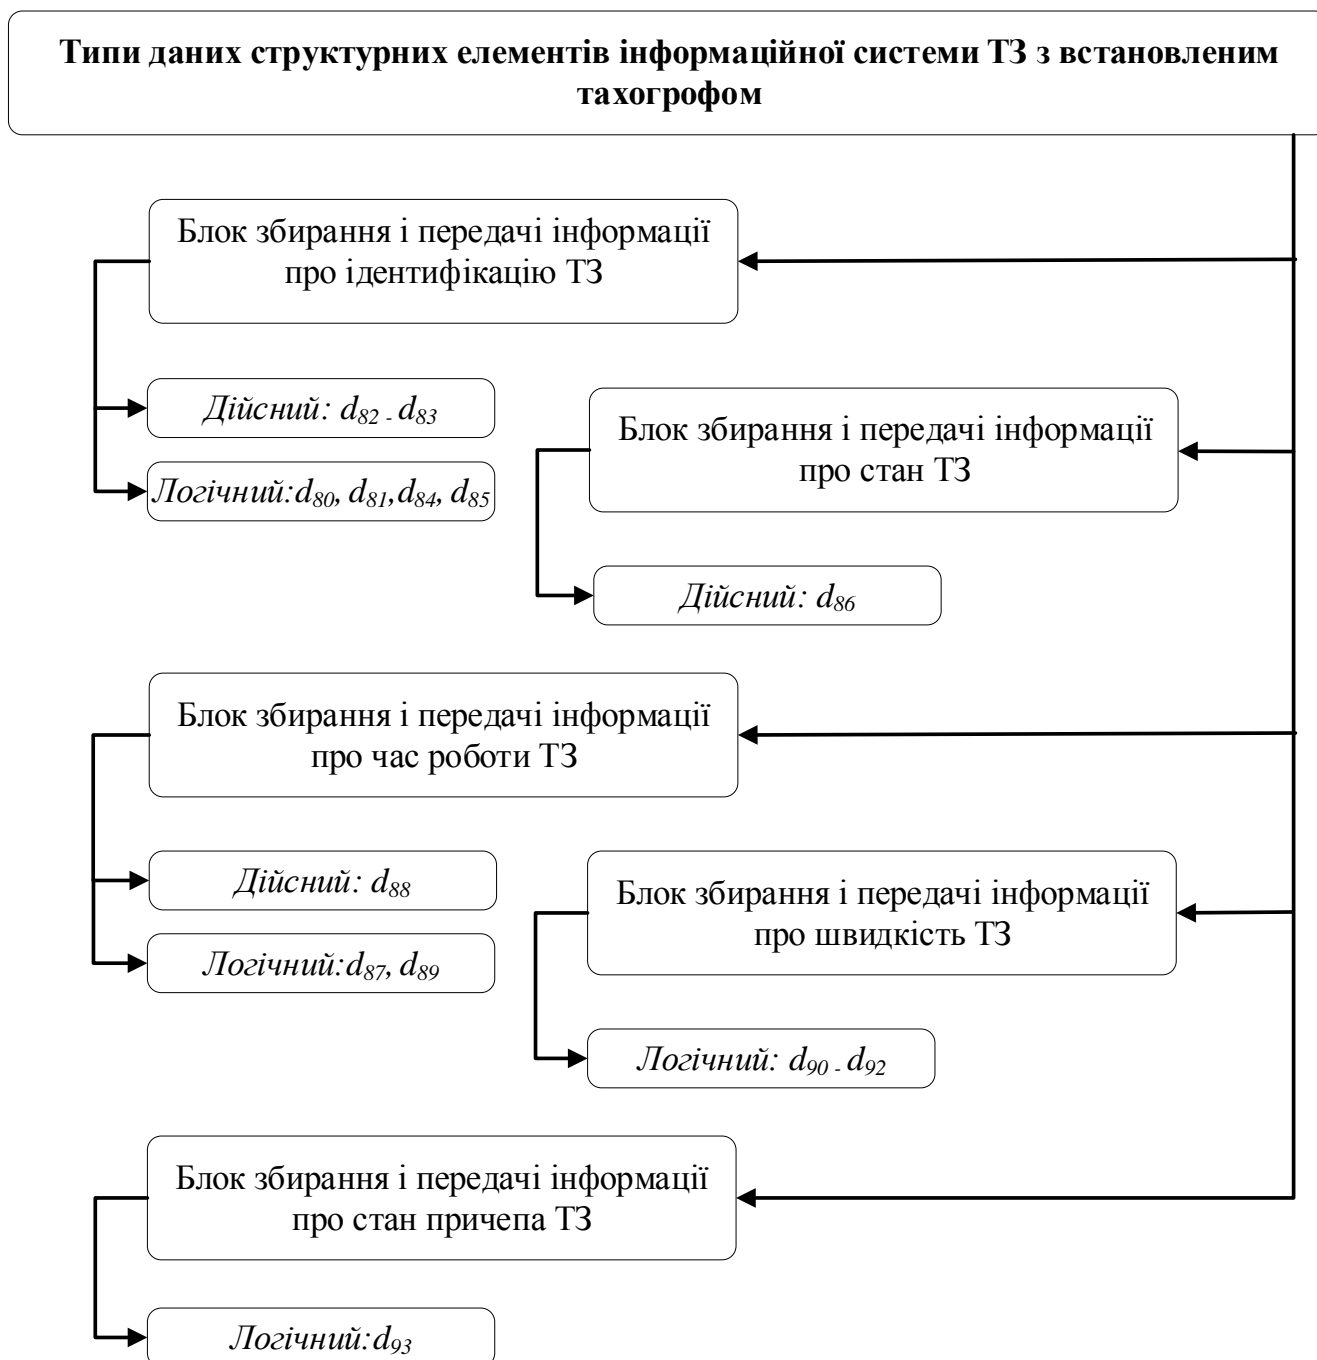 Типи даних структурних елементів інформаційної системи ТЗ з встановленим
тахогрофом
Блок збирання і передачі інформації
про ідентифікацію ТЗ
Дійсний: d82 - d83
Логічний:d80, d81,d84, d85
Блок збирання і передачі інформації
про стан ТЗ
Дійсний: d86
Блок збирання і передачі інформації
про час роботи ТЗ
Дійсний: d88
Логічний:d87, d89
Блок збирання і передачі інформації
про швидкість ТЗ
Логічний: d90 - d92
Блок збирання і передачі інформації
про стан причепа ТЗ
Логічний:d93